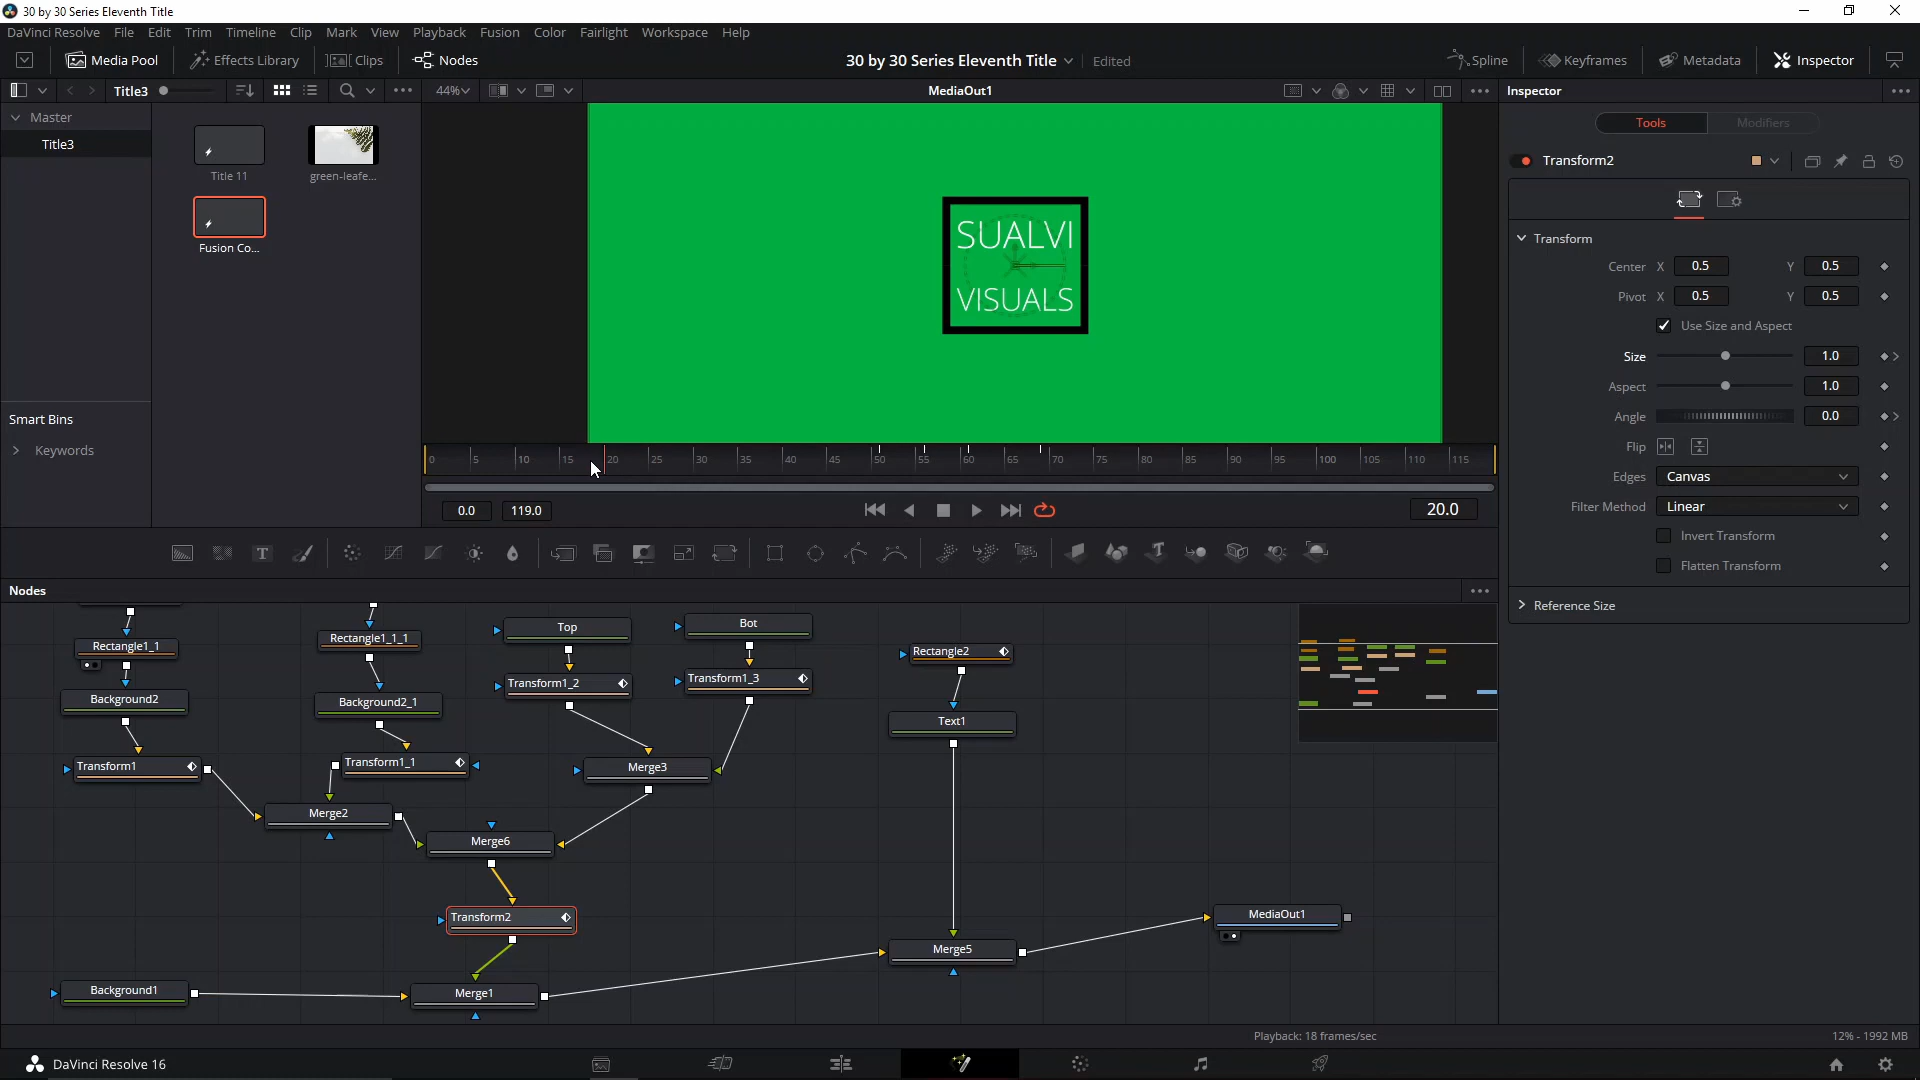 30 by 30 Series Eleventh Title
DaVinci Resolve File Edit Trim Timeline Clip Mark View Playback Fusion Color Fairlight Workspace Help
Media Pool Effects Library Clips Nodes 30 by 30 Series Eleventh Title Edited Spline Keyframes Metadata Inspector
Title3 44% MediaOut1 Inspector
Master
Title3
Title 11 green-leafe...
Fusion Co...
Smart Bins
Keywords
SUALVI
VISUALS
0 5 10 15 20 25 30 35 40 45 50 55 60 65 70 75 80 85 90 95 100 105 110 115
0.0 119.0 20.0
Tools Modifiers
Transform2
Transform
Center X 0.5 Y 0.5
Pivot X 0.5 Y 0.5
Use Size and Aspect
Size 1.0
Aspect 1.0
Angle 0.0
Flip
Edges Canvas
Filter Method Linear
Invert Transform
Flatten Transform
Reference Size
Nodes
Rectangle1_1 Rectangle1_1_1 Top Bot Rectangle2
Background2 Background2_1 Transform1_2 Transform1_3 Text1
Transform1 Transform1_1 Merge3
Merge2 Merge6
Transform2 MediaOut1
Background1 Merge1 Merge5
Playback: 18 frames/sec 12% - 1992 MB
DaVinci Resolve 16